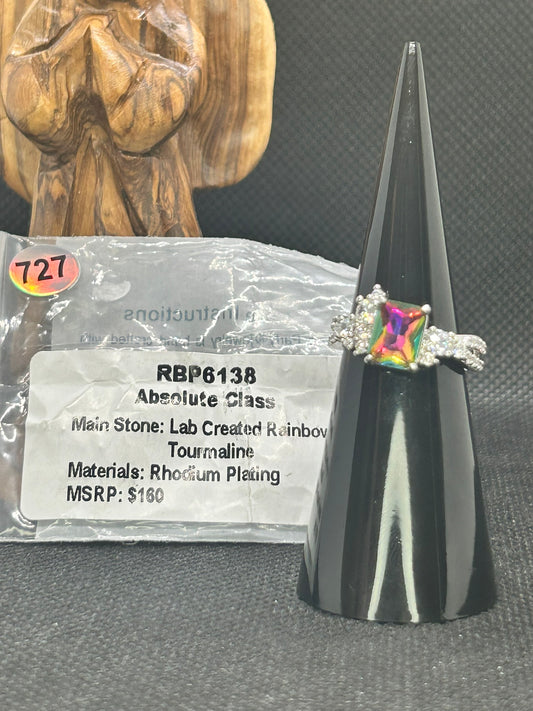 727
Instructions
RBP6138
Absolute Class
Main Stone: Lab Created Rainbow
Tourmaline
Materials: Rhodium Plating
MSRP: $160